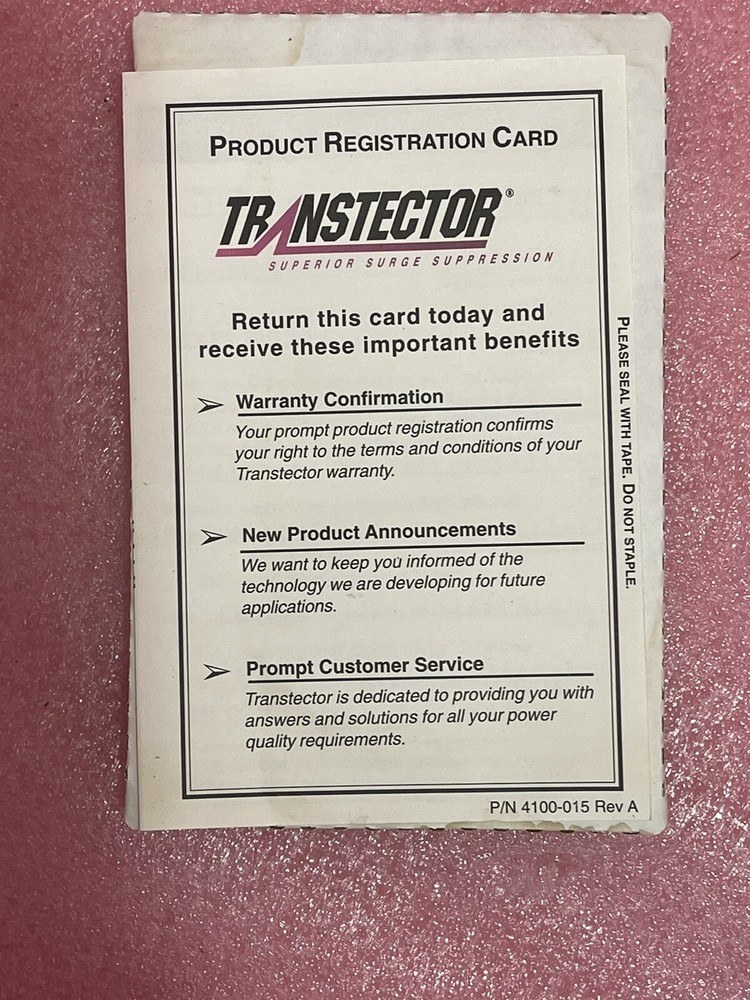 PRODUCT REGISTRATION CARD
TRANSTECTOR®
SUPERIOR SURGE SUPPRESSION
Return this card today and
receive these important benefits
Warranty Confirmation
Your prompt product registration confirms
your right to the terms and conditions of your
Transtector warranty.
New Product Announcements
We want to keep you informed of the
technology we are developing for future
applications.
Prompt Customer Service
Transtector is dedicated to providing you with
answers and solutions for all your power
quality requirements.
P/N 4100-015 Rev A
PLEASE SEAL WITH TAPE. DO NOT STAPLE.